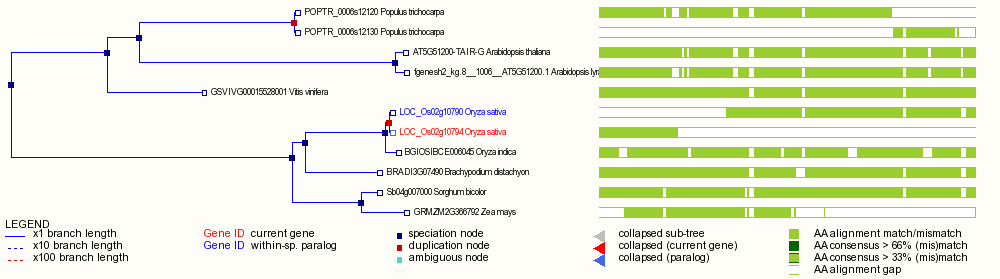 POPTR_0006s12120 Populus trichocarpa
POPTR_0006s12130 Populus trichocarpa
AT5G51200-TAIR-G Arabidopsis thaliana
fgenesh2_kg.8__1006__AT5G51200.1 Arabidopsis lyr
GSVIVG00015528001 Vitis vinifera
LOC_Os02g10790 Oryza sativa
LOC_Os02g10794 Oryza sativa
BGIOSIBCE006045 Oryza indica
BRADI3G07490 Brachypodium distachyon
Sb04g007000 Sorghum bicolor
GRMZM2G366792 Zea mays
LEGEND
x1 branch length
x10 branch length
x100 branch length
Gene ID current gene
Gene ID within-sp. paralog
speciation node
duplication node
ambiguous node
collapsed sub-tree
collapsed (current gene)
collapsed (paralog)
AA alignment match/mismatch
AA consensus > 66% (mis)match
AA consensus > 33% (mis)match
AA alignment gap